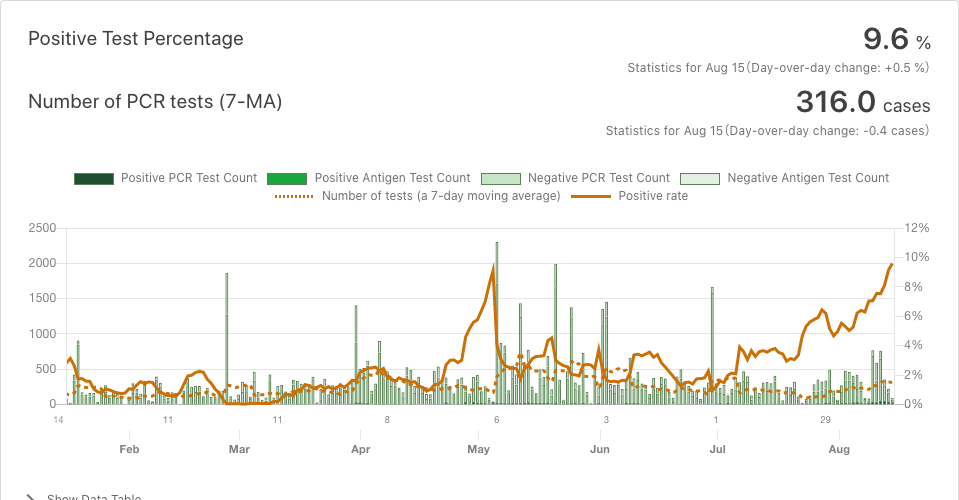 Positive Test Percentage
9.6 %
Statistics for Aug 15(Day-over-day change: +0.5 %)
Number of PCR tests (7-MA)
316.0 cases
Statistics for Aug 15(Day-over-day change: -0.4 cases)
Positive PCR Test Count Positive Antigen Test Count Negative PCR Test Count Negative Antigen Test Count
Number of tests (a 7-day moving average) Positive rate
2500 12%
2000 10%
1500 8%
1000 6%
500 4%
0 2%
0%
14 11 11 8 6 3 1 29
Feb Mar Apr May Jun Jul Aug
Show Data Table